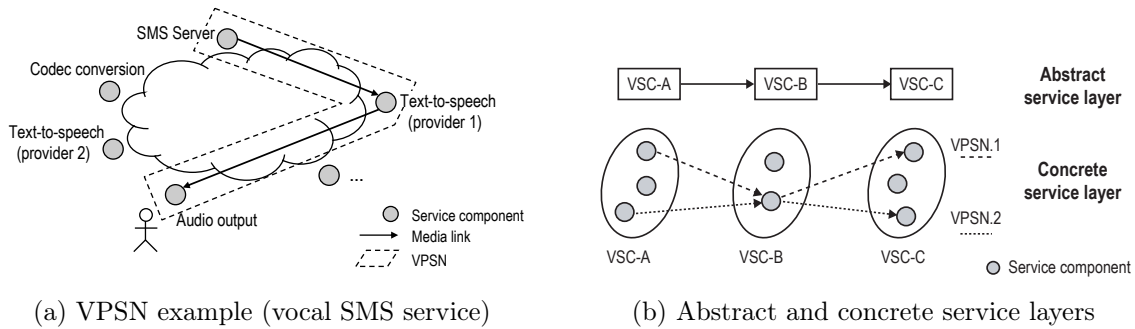 SMS Server
Codec conversion
Text-to-speech
(provider 1)
Text-to-speech
(provider 2)
...
Audio output
Service component
Media link
VPSN
(a) VPSN example (vocal SMS service)
VSC-A
VSC-B
VSC-C
Abstract
service layer
VPSN.1
Concrete
service layer
VPSN.2
VSC-A
VSC-B
VSC-C
Service component
(b) Abstract and concrete service layers